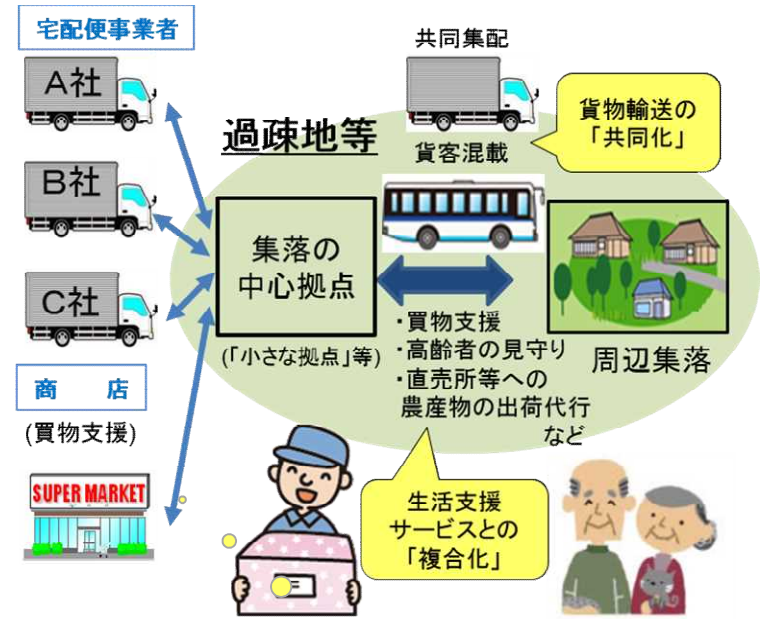 宅配便事業者
A社
B社
C社
商　店
(買物支援)
SUPER MARKET
過疎地等
集落の
中心拠点
(「小さな拠点」等)
共同集配
貨客混載
貨物輸送の
「共同化」
周辺集落
・買物支援
・高齢者の見守り
・直売所等への
農産物の出荷代行
など
生活支援
サービスとの
「複合化」